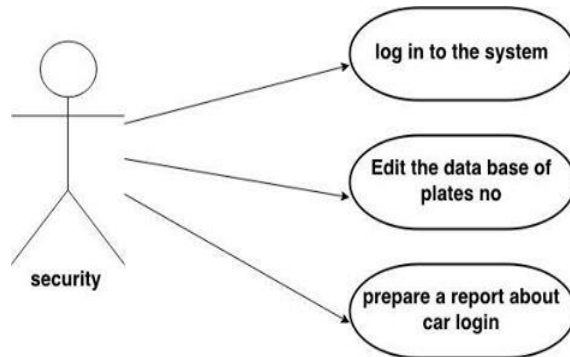 log in to the system
Edit the data base of
plates no
security
prepare a report about
car login